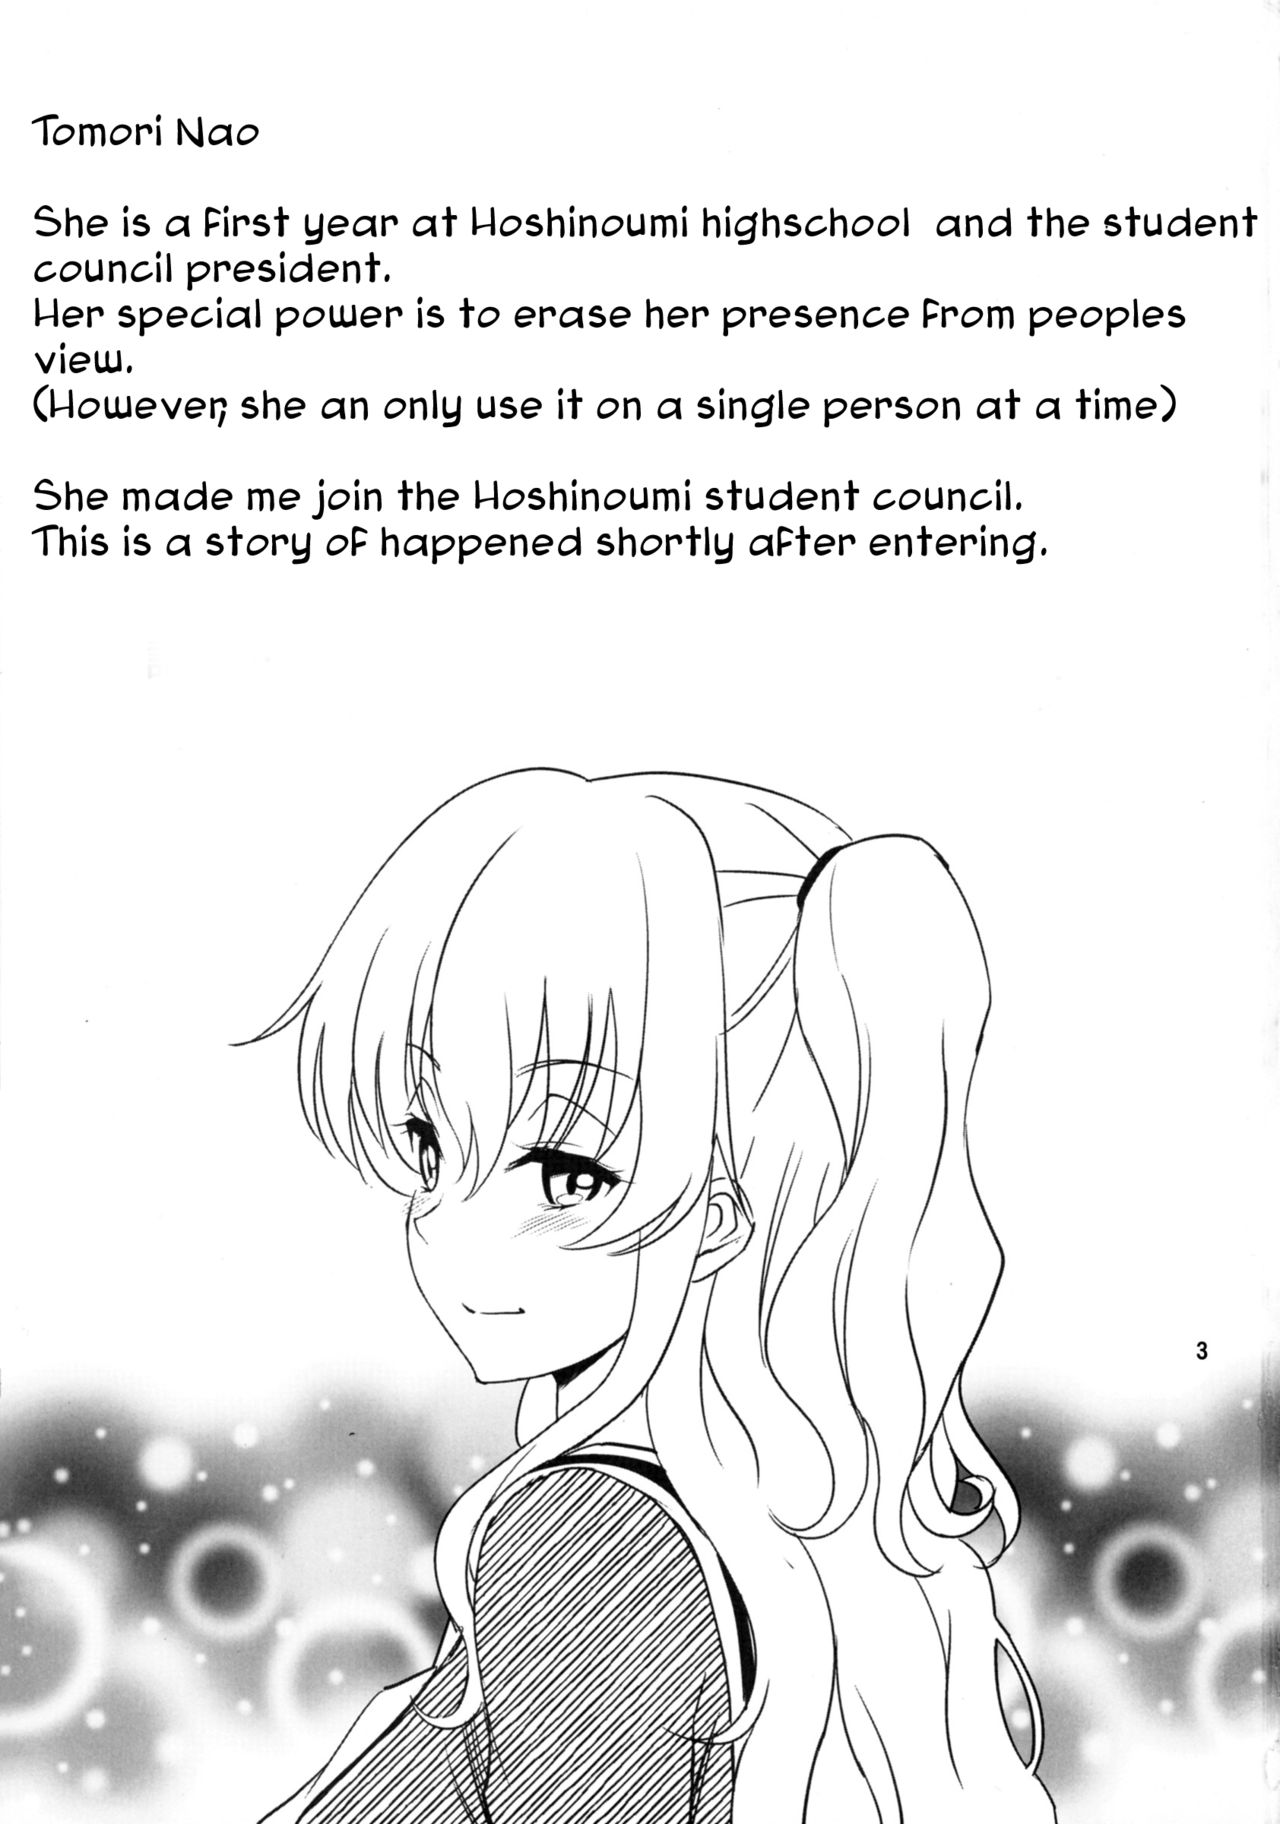 Tomori Nao
She is a first year at Hoshinoumi highschool and the student
council president.
Her special power is to erase her presence from peoples
view.
(However, she an only use it on a single person at a time)
She made me join the Hoshinoumi student council.
This is a story of happened shortly after entering.
3